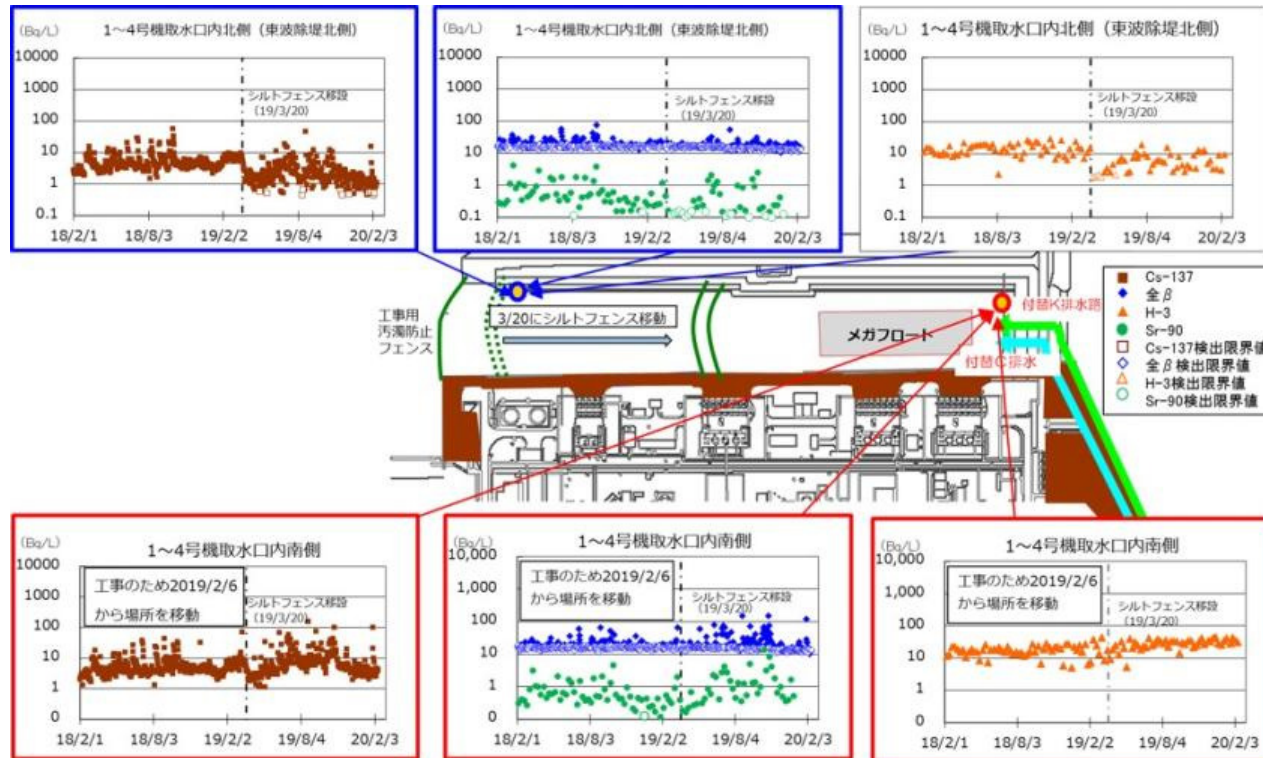 (Bq/L)
1～4号機取水口内北側（東波除堤北側）
10000
1000
100
10
1
0.1
シルトフェンス移設
（19/3/20）
18/2/1 18/8/3 19/2/2 19/8/4 20/2/3
(Bq/L)
1～4号機取水口内北側（東波除堤北側）
10000
1000
100
10
1
0.1
シルトフェンス移設
(19/3/20)
18/2/1 18/8/3 19/2/2 19/8/4 20/2/3
(Bq/L)
1～4号機取水口内北側（東波除堤北側）
10000
1000
100
10
1
0.1
シルトフェンス移設
(19/3/20)
18/2/1 18/8/3 19/2/2 19/8/4 20/2/3
工事用
汚濁防止
フェンス
3/20にシルトフェンス移動
メガフロート
付替K排水路
付替C排水
Cs-137
全β
H-3
Sr-90
Cs-137検出限界値
全β検出限界値
H-3検出限界値
Sr-90検出限界値
(Bq/L)
1～4号機取水口内南側
10000
1000
100
10
1
0
工事のため2019/2/6
から場所を移動
シルトフェンス移設
(19/3/20)
18/2/1 18/8/3 19/2/2 19/8/4 20/2/3
(Bq/L)
1～4号機取水口内南側
10,000
1,000
100
10
1
0
工事のため2019/2/6
から場所を移動
シルトフェンス移設
(19/3/20)
18/2/1 18/8/3 19/2/2 19/8/4 20/2/3
(Bq/L)
1～4号機取水口内南側
10,000
1,000
100
10
1
0
工事のため2019/2/6
から場所を移動
シルトフェンス移設
(19/3/20)
18/2/1 18/8/3 19/2/2 19/8/4 20/2/3